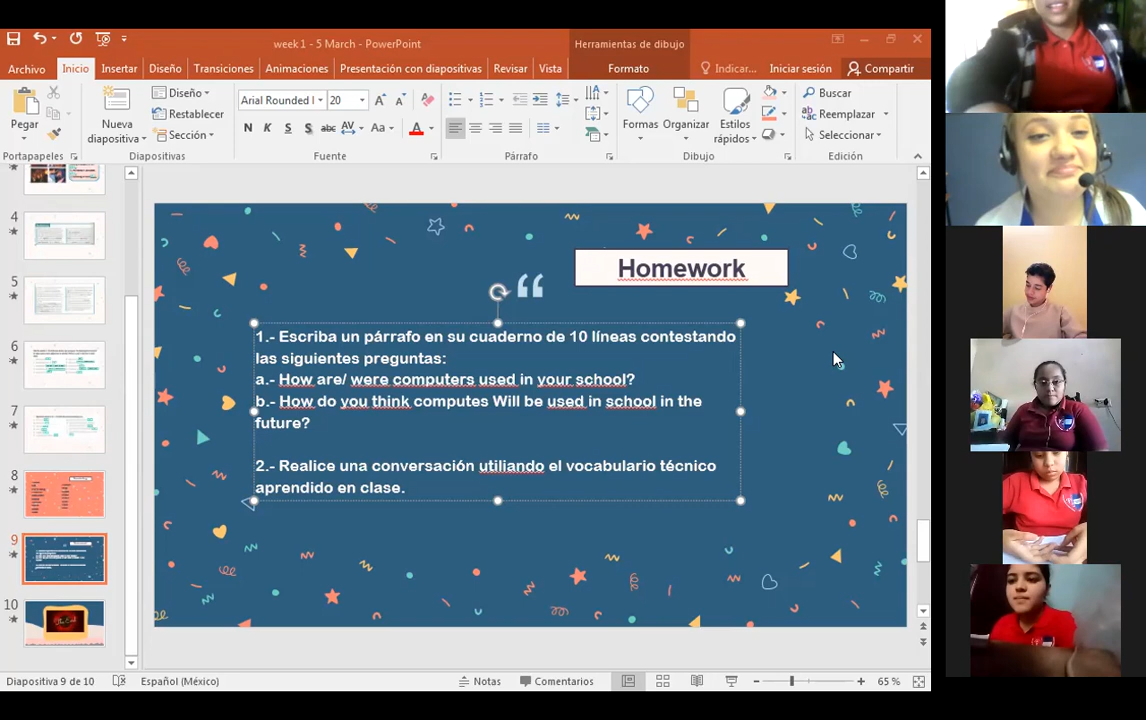 week 1 - 5 March - PowerPoint
Herramientas de dibujo
Archivo Inicio Insertar Diseño Transiciones Animaciones Presentación con diapositivas Revisar Vista Formato Indicar... Iniciar sesión Compartir
Pegar
Nueva diapositiva
Diseño
Restablecer
Sección
Arial Rounded 20
N K S S abc AV Aa A
Formas
Organizar
Estilos rápidos
Buscar
Reemplazar
Seleccionar
Portapapeles Diapositivas Fuente Párrafo Dibujo Edición
4
5
6
7
8
9
10
Homework
“
1.- Escriba un párrafo en su cuaderno de 10 líneas contestando
las siguientes preguntas:
a.- How are/ were computers used in your school?
b.- How do you think computes Will be used in school in the
future?
2.- Realice una conversación utiliando el vocabulario técnico
aprendido en clase.
Diapositiva 9 de 10 Español (México) Notas Comentarios 65 %